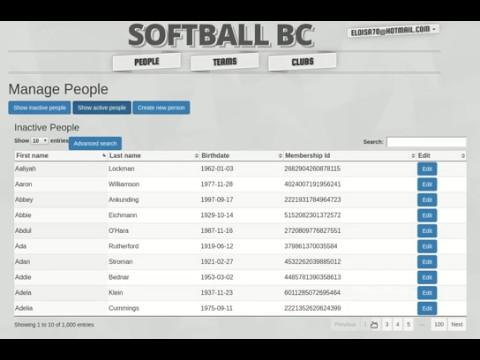 SOFTBALL BC
ELOISA70@HOTMAIL.COM
PEOPLE TEAMS CLUBS
Manage People
Show inactive people Show active people Create new person
Inactive People
Show 10 entries Advanced search Search:
First name Last name Birthdate Membership Id Edit
Aaliyah Lockman 1962-01-03 2682904260878115 Edit
Aaron Williamson 1977-11-28 4024007191956241 Edit
Abbey Ankunding 1997-09-17 2221931784964723 Edit
Abbie Eichmann 1929-10-14 5152082301372572 Edit
Abdul O'Hara 1987-11-16 2720809776827551 Edit
Ada Rutherford 1919-06-12 379861370035584 Edit
Adan Stroman 1921-02-27 4532262039885012 Edit
Addie Bednar 1953-03-02 4485781390358613 Edit
Adela Klein 1937-11-23 6011285072695464 Edit
Adelia Cummings 1975-09-11 2221352620824399 Edit
Showing 1 to 10 of 1,000 entries Previous 1 3 4 5 … 100 Next